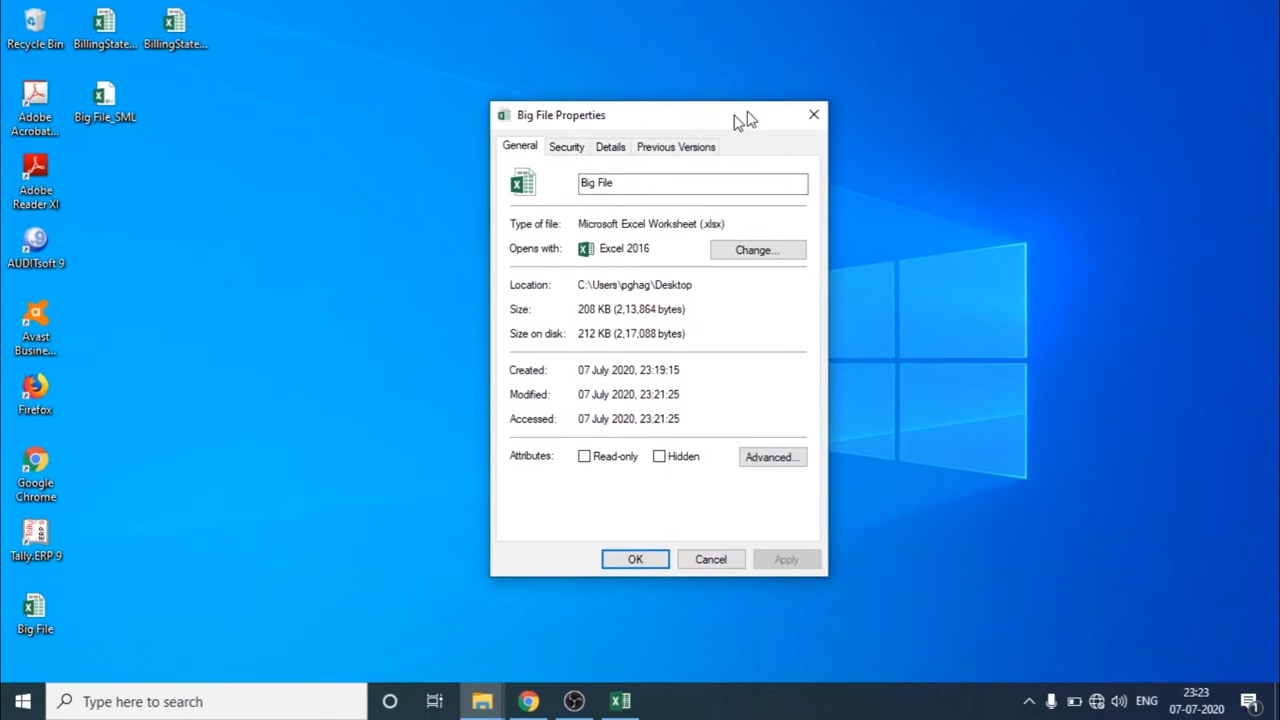 Recycle Bin
BillingState...
BillingState...
Adobe
Acrobat...
Big File_SML
Adobe
Reader XI
AUDITsoft 9
Avast
Busine...
Firefox
Google
Chrome
Tally.ERP 9
Big File
Big File Properties
General
Security
Details
Previous Versions
Big File
Type of file:
Microsoft Excel Worksheet (.xlsx)
Opens with:
Excel 2016
Change...
Location:
C:\Users\pghag\Desktop
Size:
208 KB (2,13,864 bytes)
Size on disk:
212 KB (2,17,088 bytes)
Created:
07 July 2020, 23:19:15
Modified:
07 July 2020, 23:21:25
Accessed:
07 July 2020, 23:21:25
Attributes:
Read-only
Hidden
Advanced...
OK
Cancel
Apply
Type here to search
ENG
23:23
07-07-2020
1